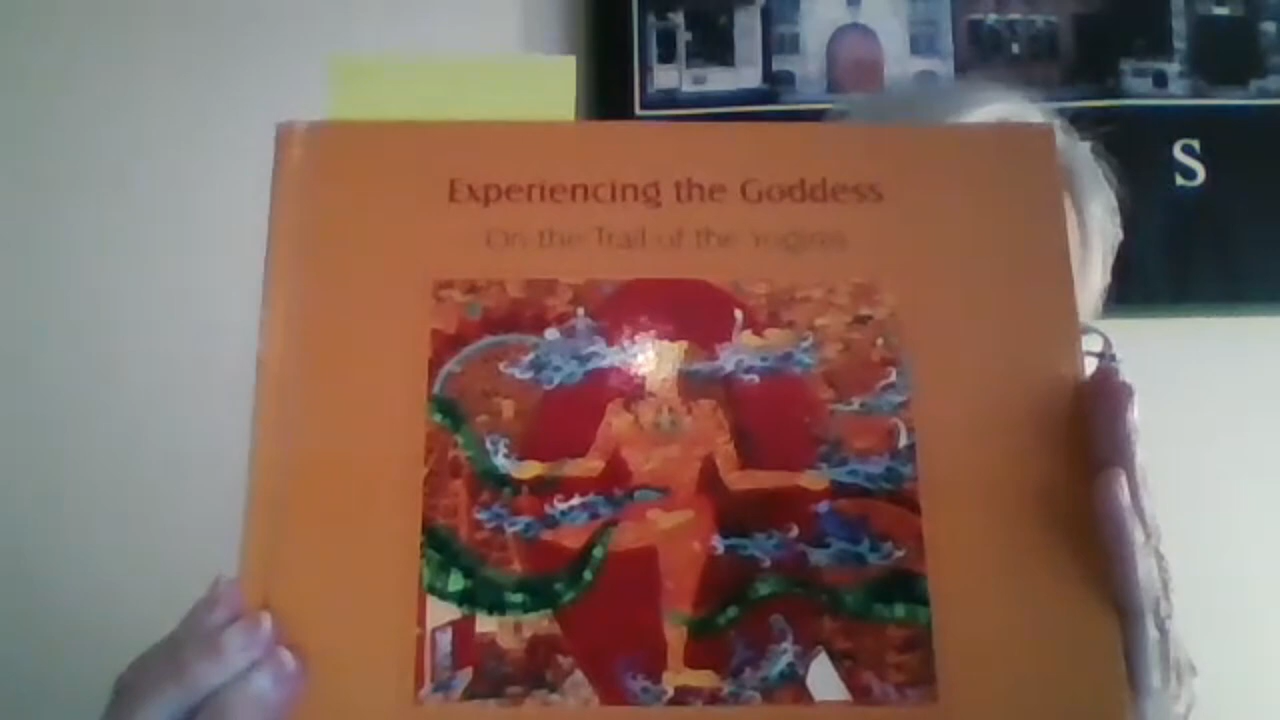 S
Experiencing the Goddess
On the Trail of the Yoginis